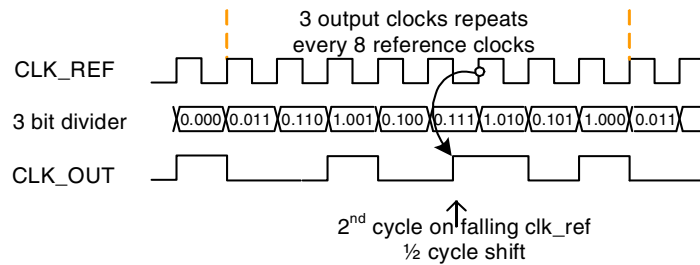 3 output clocks repeats
every 8 reference clocks
CLK_REF
3 bit divider
0.000 0.011 0.110 1.001 0.100 0.111 1.010 0.101 1.000 0.011
CLK_OUT
2nd cycle on falling clk_ref
½ cycle shift